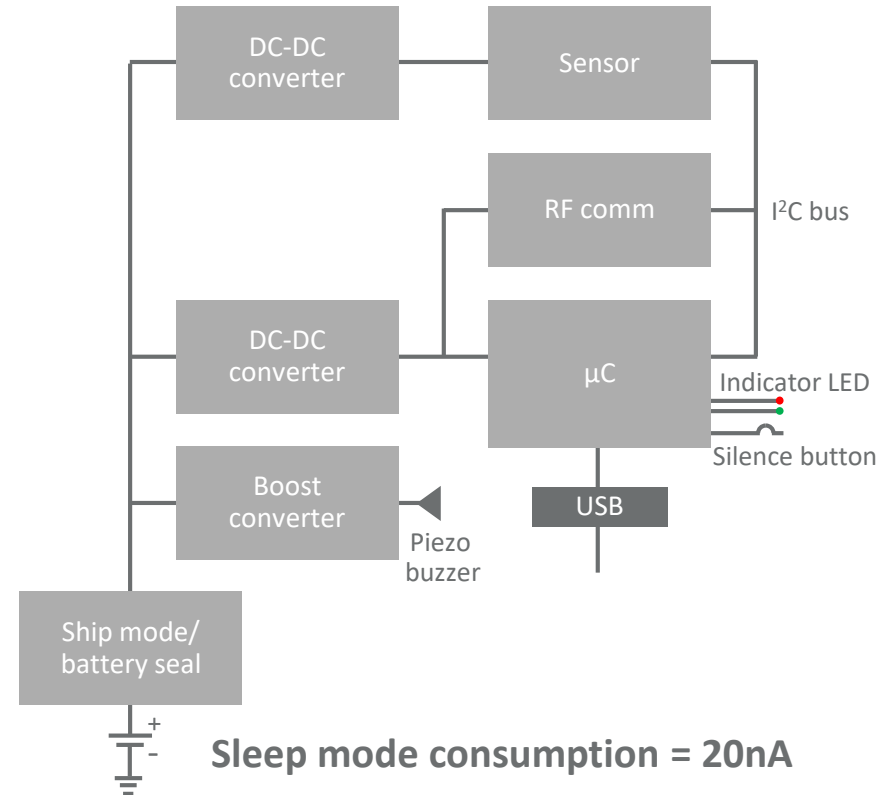 DC-DC
converter
Sensor
RF comm
I²C bus
DC-DC
converter
µC
Indicator LED
Silence button
Boost
converter
Piezo
buzzer
USB
Ship mode/
battery seal
+
-
Sleep mode consumption = 20nA